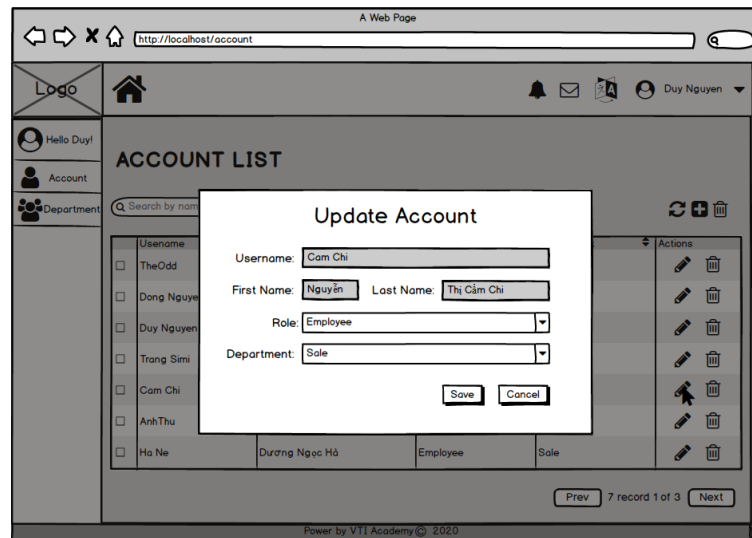 A Web Page
http://localhost/account
Logo
Duy Nguyen
Hello Duy!
Account
Department
ACCOUNT LIST
Search by nam
Usename Actions
TheOdd
Dong Nguye
Duy Nguyen
Trang Simi
Cam Chi
AnhThu
Ha Ne Dương Ngọc Hà Employee Sale
Update Account
Username: Cam Chi
First Name: Nguyễn Last Name: Thị Cẩm Chi
Role: Employee
Department: Sale
Save Cancel
Prev 7 record 1 of 3 Next
Power by VTI Academy© 2020